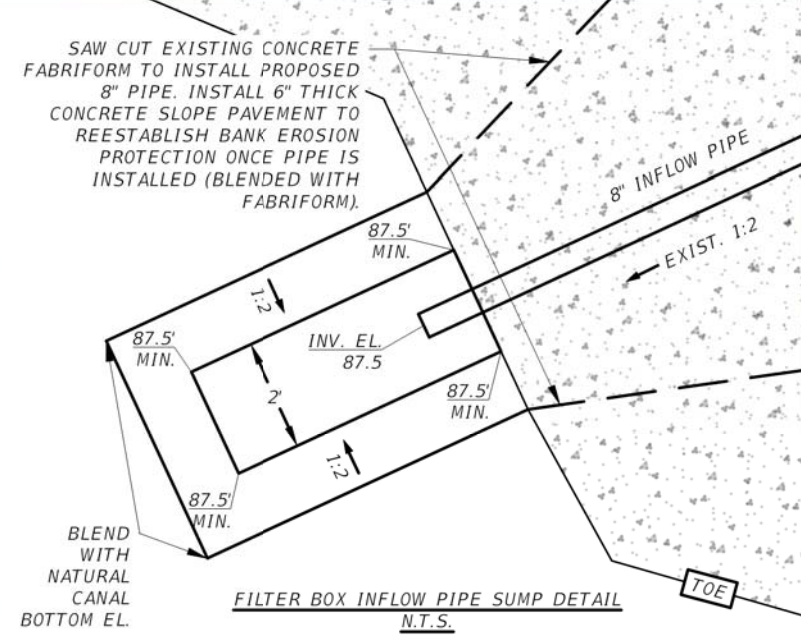 SAW CUT EXISTING CONCRETE
FABRIFORM TO INSTALL PROPOSED
8" PIPE. INSTALL 6" THICK
CONCRETE SLOPE PAVEMENT TO
REESTABLISH BANK EROSION
PROTECTION ONCE PIPE IS
INSTALLED (BLENDED WITH
FABRIFORM).
8" INFLOW PIPE
EXIST. 1:2
87.5'
MIN.
1:2
87.5'
MIN.
INV. EL.
87.5
2'
87.5'
MIN.
1:2
87.5'
MIN.
BLEND
WITH
NATURAL
CANAL
BOTTOM EL.
TOE
FILTER BOX INFLOW PIPE SUMP DETAIL
N.T.S.